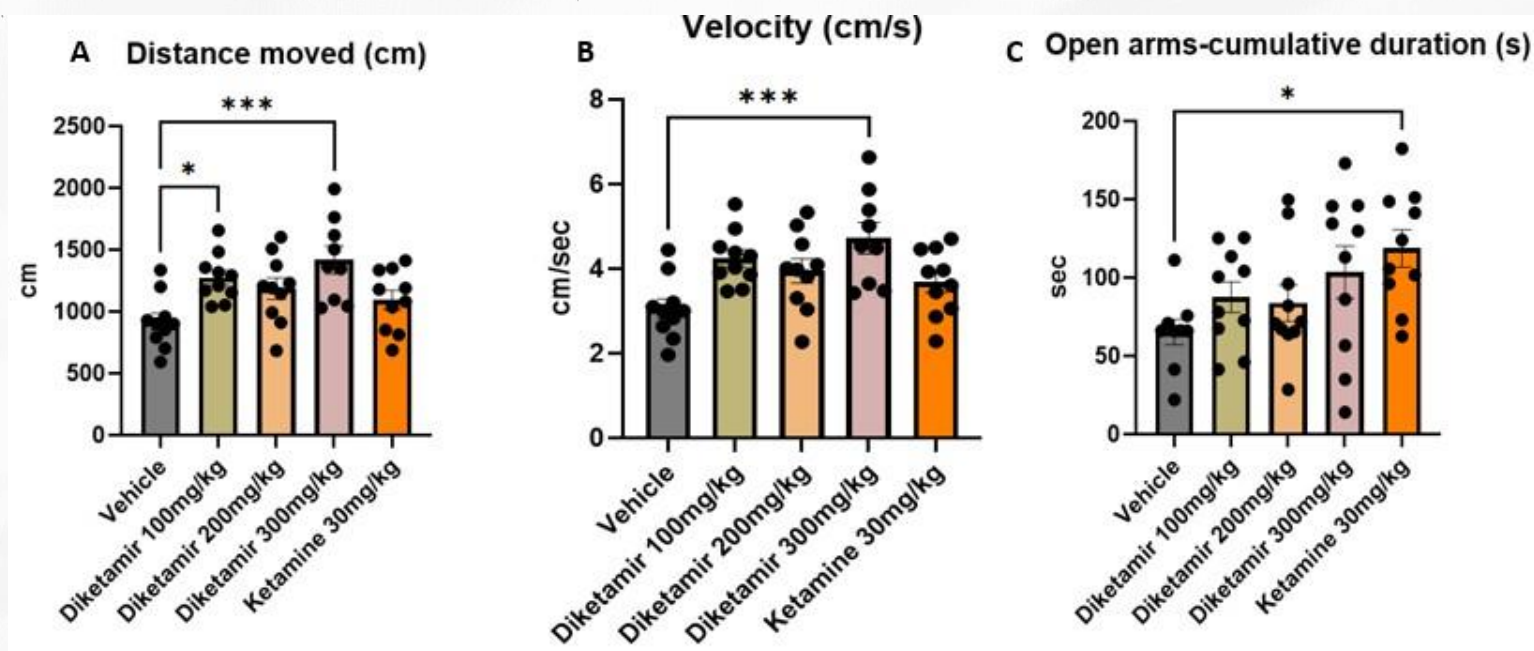 A Distance moved (cm)
***
*
2500
2000
1500
1000
500
0
cm
Vehicle
Diketamir 100mg/kg
Diketamir 200mg/kg
Diketamir 300mg/kg
Ketamine 30mg/kg
B Velocity (cm/s)
***
8
6
4
2
0
cm/sec
Vehicle
Diketamir 100mg/kg
Diketamir 200mg/kg
Diketamir 300mg/kg
Ketamine 30mg/kg
C Open arms-cumulative duration (s)
*
200
150
100
50
0
sec
Vehicle
Diketamir 100mg/kg
Diketamir 200mg/kg
Diketamir 300mg/kg
Ketamine 30mg/kg